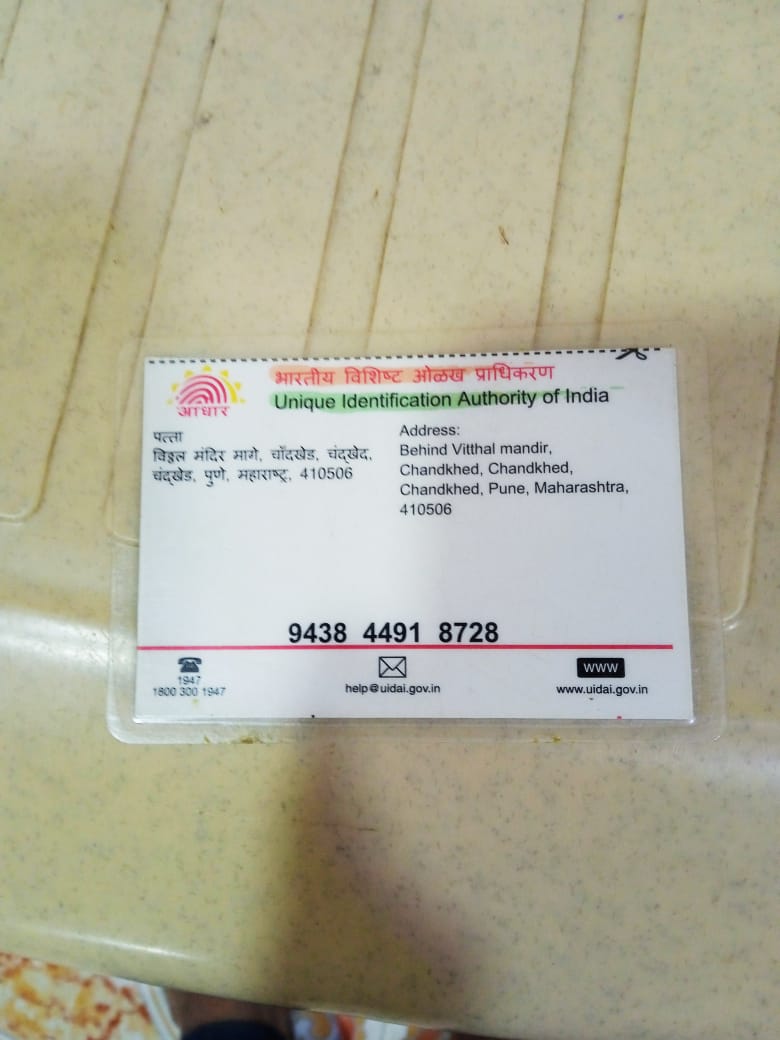 भारतीय विशिष्ट ओळख प्राधिकरण
Unique Identification Authority of India
आधार
पत्ता
विठ्ठल मंदिर मागे, चाँदखेड, चंद्खेद,
चंद्खेड, पुणे, महाराष्ट्र, 410506
Address:
Behind Vitthal mandir,
Chandkhed, Chandkhed,
Chandkhed, Pune, Maharashtra,
410506
9438 4491 8728
1947
1800 300 1947
help@uidai.gov.in
WWW
www.uidai.gov.in